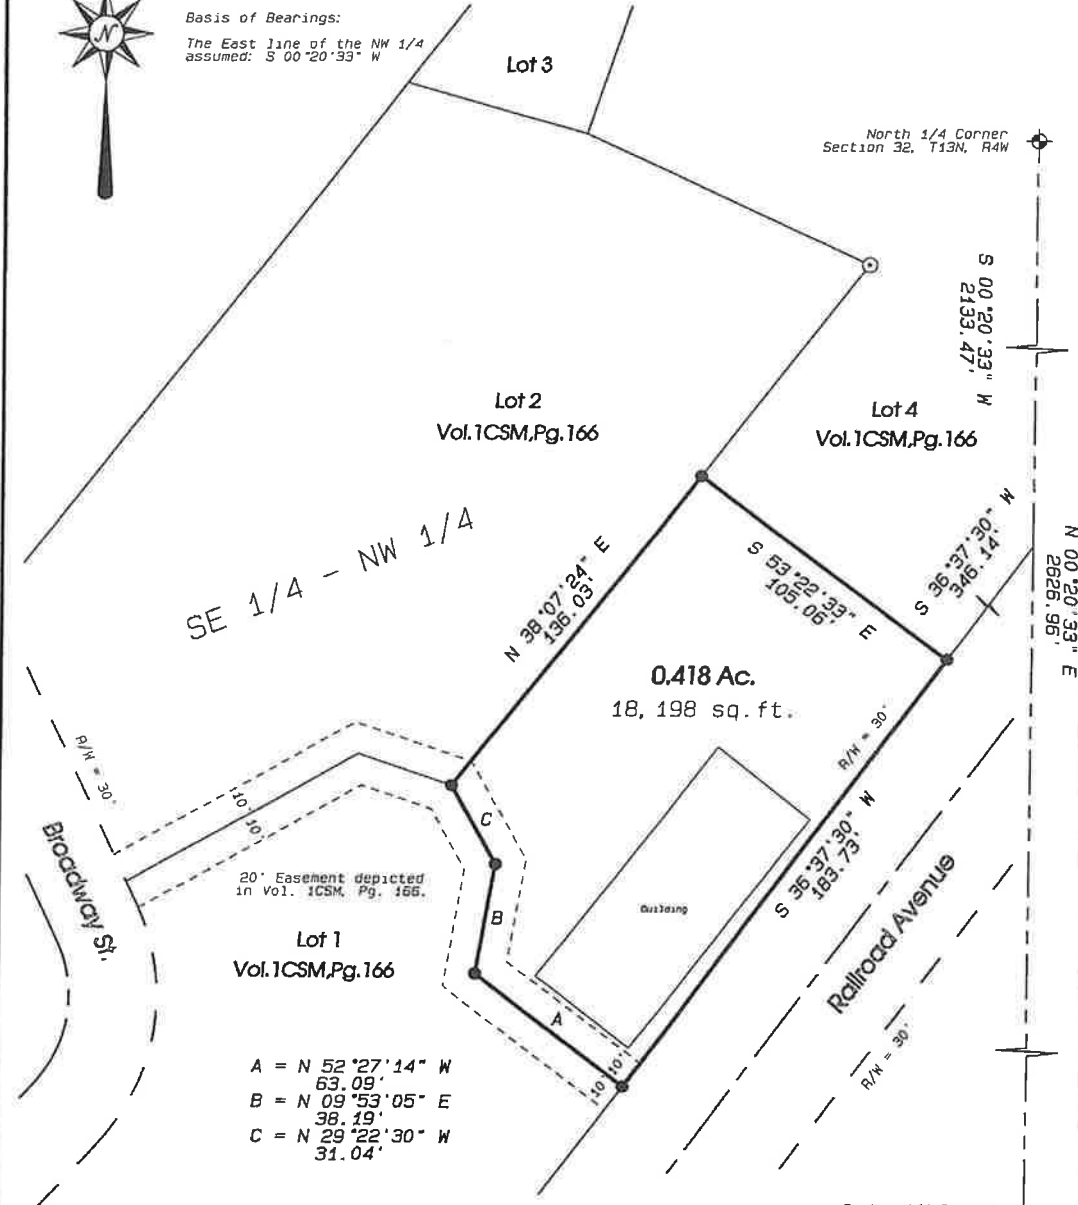 N
Basis of Bearings:
The East line of the NW 1/4
assumed: S 00°20'33" W
Lot 3
North 1/4 Corner
Section 32, T13N, R4W
S 00°20'33" W
2133.47'
Lot 2
Vol.1CSM,Pg.166
Lot 4
Vol.1CSM,Pg.166
SE 1/4 - NW 1/4
N 38°07'24" E
136.03'
S 53°22'33" E
105.06'
S 36°37'30" W
346.14'
N 00°20'33" E
2626.96'
0.418 Ac.
18,198 sq.ft.
R/W = 30'
R/W = 30'
10'
10'
C
Broadway St.
20' Easement depicted
in Vol. 1CSM, Pg. 166.
B
Building
S 36°37'30" W
183.73'
Railroad Avenue
Lot 1
Vol.1CSM,Pg.166
A
10'
10'
R/W = 30'
A = N 52°27'14" W
63.09'
B = N 09°53'05" E
38.19'
C = N 29°22'30" W
31.04'